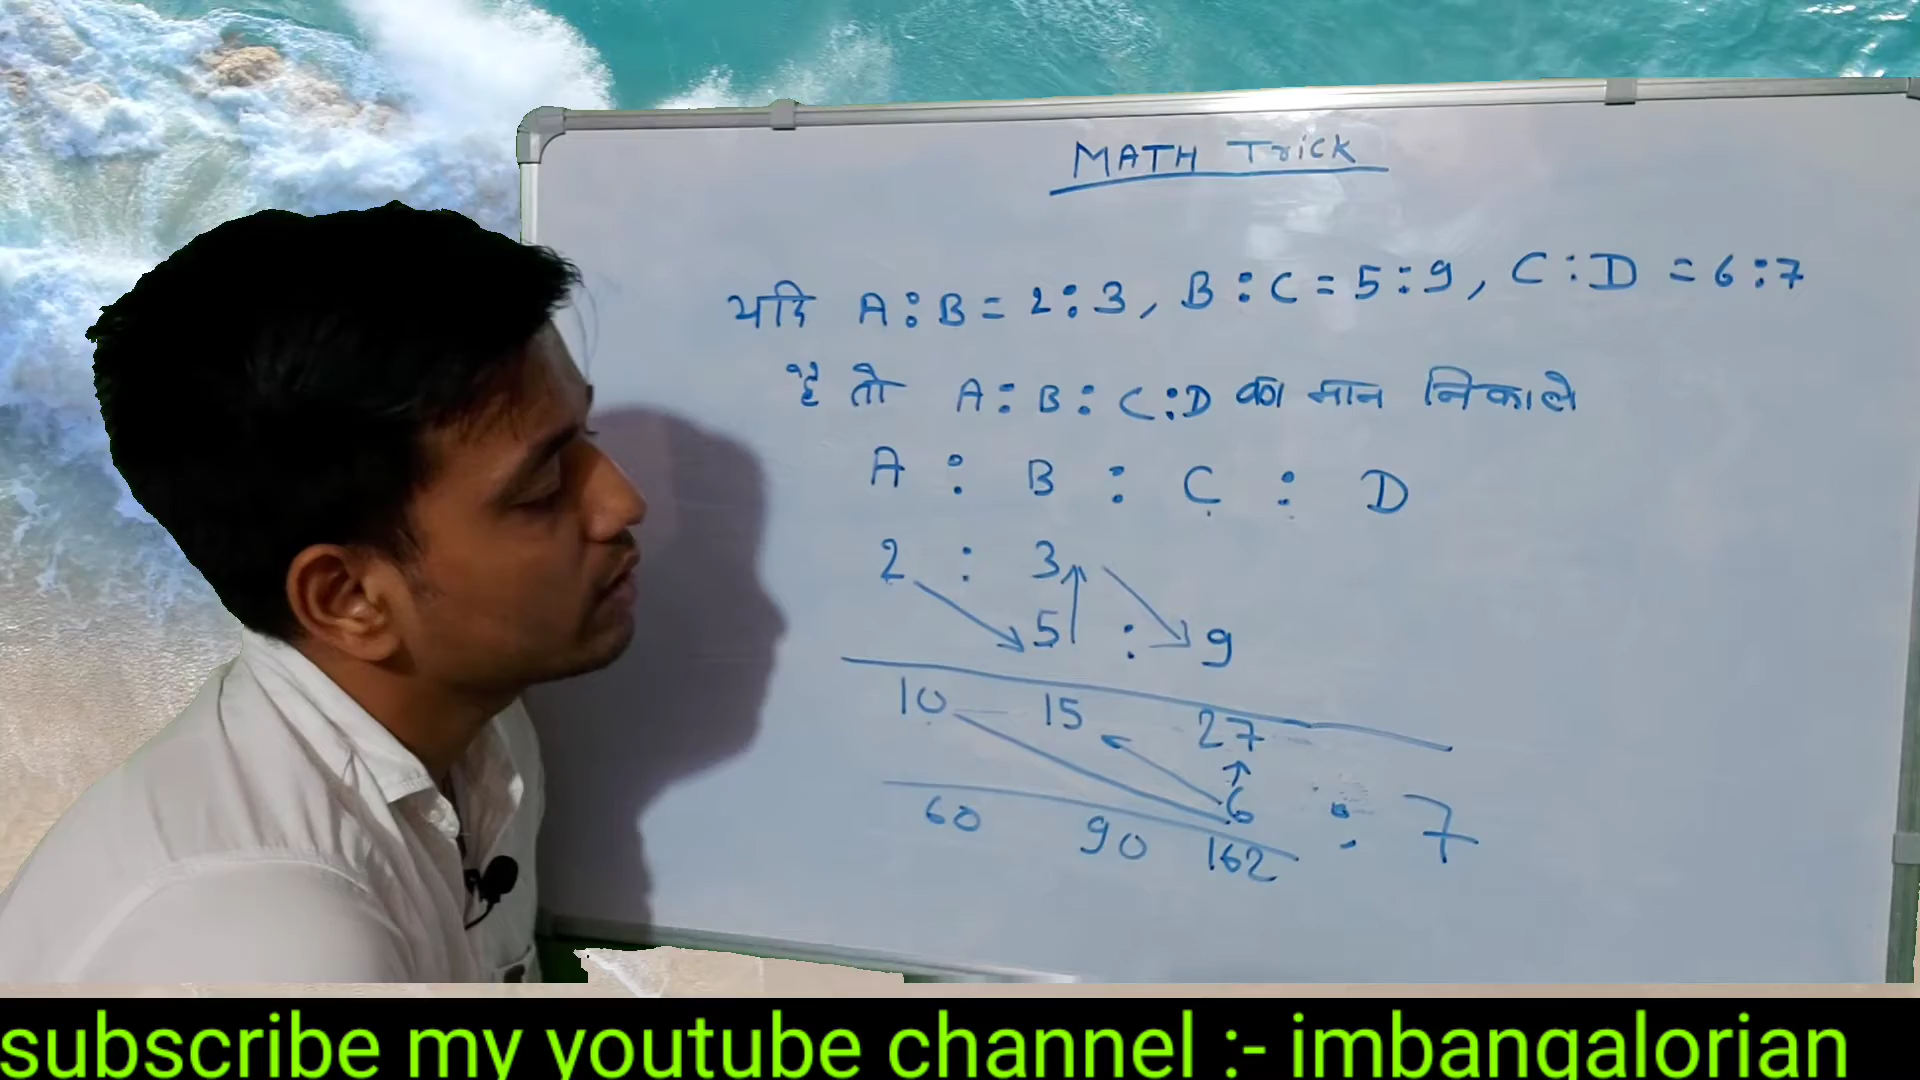 MATH Trick
यदि A:B=2:3, B:C=5:9, C:D=6:7
है तो A:B:C:D का मान निकाले
A : B : C : D
2 : 3
5 : 9
10 15 27
6 : 7
60 90 162
subscribe my youtube channel :- imbangalorian